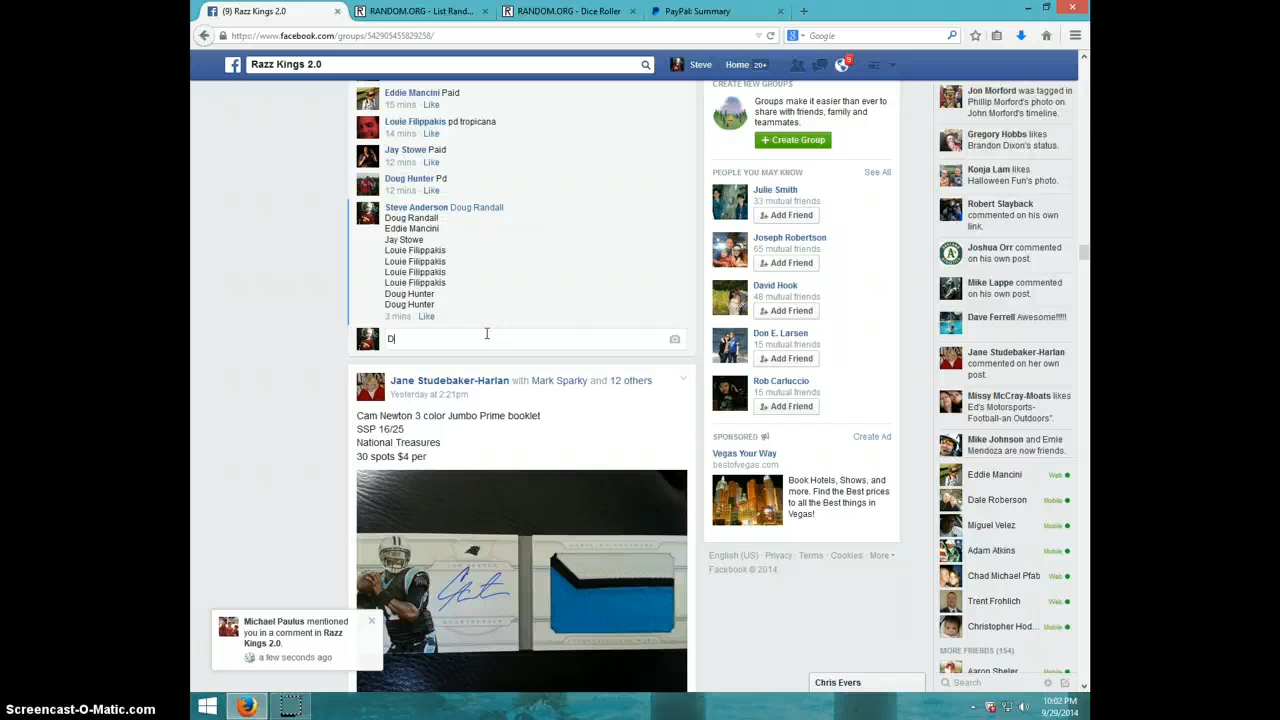 (9) Razz Kings 2.0
RANDOM.ORG - List Rand...
RANDOM.ORG - Dice Roller
PayPal: Summary
https://www.facebook.com/groups/542905455829258/
Google
Razz Kings 2.0
Steve
Home 20+
9
Eddie Mancini Paid
15 mins · Like
Louie Filippakis pd tropicana
14 mins · Like
Jay Stowe Paid
12 mins · Like
Doug Hunter Pd
12 mins · Like
Steve Anderson Doug Randall
Doug Randall
Eddie Mancini
Jay Stowe
Louie Filippakis
Louie Filippakis
Louie Filippakis
Louie Filippakis
Doug Hunter
Doug Hunter
3 mins · Like
D
Jane Studebaker-Harlan with Mark Sparky and 12 others
Yesterday at 2:21pm
Cam Newton 3 color Jumbo Prime booklet
SSP 16/25
National Treasures
30 spots $4 per
Michael Paulus mentioned
you in a comment in Razz
Kings 2.0.
a few seconds ago
CREATE NEW GROUPS
Groups make it easier than ever to
share with friends, family and
teammates.
+ Create Group
PEOPLE YOU MAY KNOW
See All
Julie Smith
33 mutual friends
Add Friend
Joseph Robertson
65 mutual friends
Add Friend
David Hook
48 mutual friends
Add Friend
Don E. Larsen
15 mutual friends
Add Friend
Rob Carluccio
15 mutual friends
Add Friend
SPONSORED
Create Ad
Vegas Your Way
bestofvegas.com
Book Hotels, Shows, and
more. Find the Best prices
to all the Best things in
Vegas!
English (US) · Privacy · Terms · Cookies · More
Facebook © 2014
Chris Evers
Jon Morford was tagged in
Phillip Morford's photo on
John Morford's timeline.
Gregory Hobbs likes
Brandon Dixon's status.
Konja Lam likes
Halloween Fun's photo.
Robert Slayback
commented on his own
link.
Joshua Orr commented
on his own post.
Mike Lappe commented
on his own post.
Dave Ferrell Awesome!!!!!
Jane Studebaker-Harlan
commented on her own
post.
Missy McCray-Moats likes
Ed's Motorsports-
Football-an Outdoors".
Mike Johnson and Ernie
Mendoza are now friends.
Eddie Mancini Web
Dale Roberson Mobile
Miguel Velez Mobile
Adam Atkins Mobile
Chad Michael Pfab Web
Trent Frohlich Web
Christopher Hod... Mobile
MORE FRIENDS (154)
Aaron Sheler
Search
10:02 PM
9/29/2014
Screencast-O-Matic.com